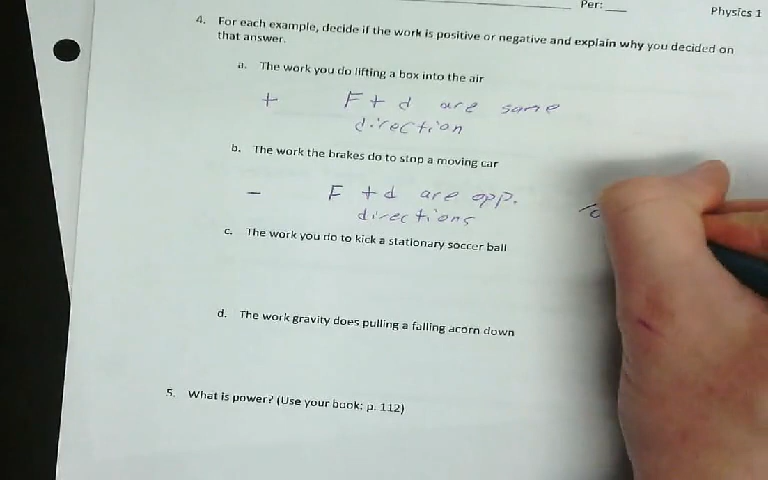 Per:
Physics 1
4. For each example, decide if the work is positive or negative and explain why you decided on
that answer.
a. The work you do lifting a box into the air
+ F + d are same
direction
b. The work the brakes do to stop a moving car
- F + d are opp.
directions
c. The work you do to kick a stationary soccer ball
d. The work gravity does pulling a falling acorn down
5. What is power? (Use your book: p. 112)